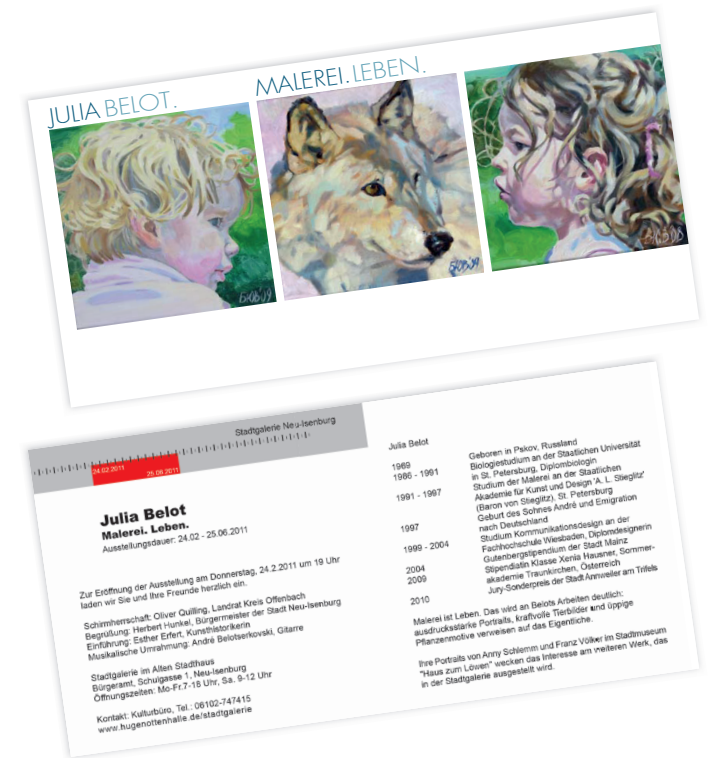 JULIA BELOT.
MALEREI. LEBEN.
Stadtgalerie Neu-Isenburg
24.02.2011
25.06.2011
Julia Belot
Malerei. Leben.
Ausstellungsdauer: 24.02 - 25.06.2011
Zur Eröffnung der Ausstellung am Donnerstag, 24.2.2011 um 19 Uhr
laden wir Sie und Ihre Freunde herzlich ein.
Schirmherrschaft: Oliver Quilling, Landrat Kreis Offenbach
Begrüßung: Herbert Hunkel, Bürgermeister der Stadt Neu-Isenburg
Einführung: Esther Erfert, Kunsthistorikerin
Musikalische Umrahmung: André Belotserkovski, Gitarre
Stadtgalerie im Alten Stadthaus
Bürgeramt, Schulgasse 1, Neu-Isenburg
Öffnungszeiten: Mo-Fr.7-18 Uhr, Sa. 9-12 Uhr
Kontakt: Kulturbüro, Tel.: 06102-747415
www.hugenottenhalle.de/stadtgalerie
Julia Belot
1969 Geboren in Pskov, Russland
1986 - 1991 Biologiestudium an der Staatlichen Universität
in St. Petersburg, Diplombiologin
1991 - 1997 Studium der Malerei an der Staatlichen
Akademie für Kunst und Design 'A. L. Stieglitz'
(Baron von Stieglitz), St. Petersburg
1997 Geburt des Sohnes André und Emigration
nach Deutschland
1999 - 2004 Studium Kommunikationsdesign an der
Fachhochschule Wiesbaden, Diplomdesignerin
2004 Gutenbergstipendium der Stadt Mainz
2009 Stipendiatin Klasse Xenia Hausner, Sommer-
akademie Traunkirchen, Österreich
2010 Jury-Sonderpreis der Stadt Annweiler am Trifels
Malerei ist Leben. Das wird an Belots Arbeiten deutlich:
ausdrucksstarke Portraits, kraftvolle Tierbilder und üppige
Pflanzenmotive verweisen auf das Eigentliche.
Ihre Portraits von Anny Schlemm und Franz Völker im Stadtmuseum
"Haus zum Löwen" wecken das Interesse am weiteren Werk, das
in der Stadtgalerie ausgestellt wird.